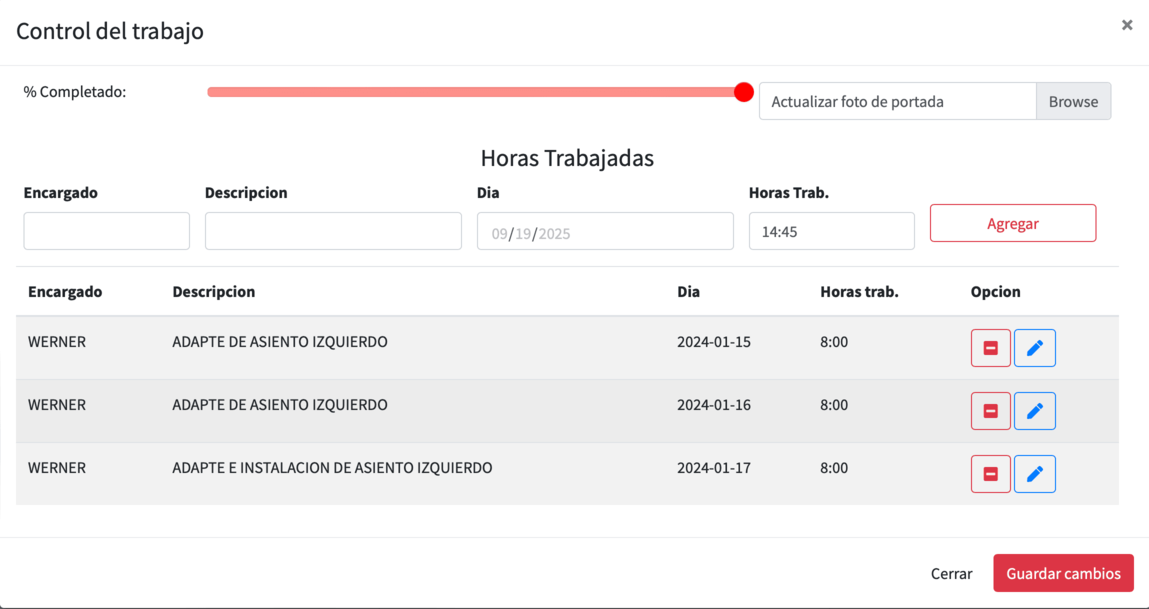 Control del trabajo ×
% Completado: Actualizar foto de portada Browse
Horas Trabajadas
Encargado Descripcion Dia Horas Trab.
09/19/2025 14:45 Agregar
Encargado Descripcion Dia Horas trab. Opcion
WERNER ADAPTE DE ASIENTO IZQUIERDO 2024-01-15 8:00
WERNER ADAPTE DE ASIENTO IZQUIERDO 2024-01-16 8:00
WERNER ADAPTE E INSTALACION DE ASIENTO IZQUIERDO 2024-01-17 8:00
Cerrar Guardar cambios